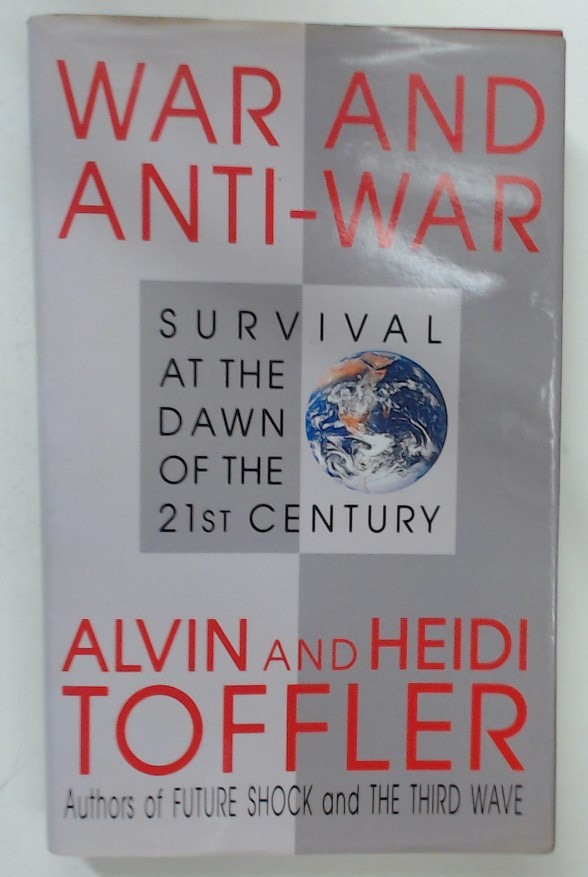 WAR AND
ANTI-WAR
SURVIVAL
AT THE
DAWN
OF THE
21ST CENTURY
ALVIN AND HEIDI
TOFFLER
Authors of FUTURE SHOCK and THE THIRD WAVE